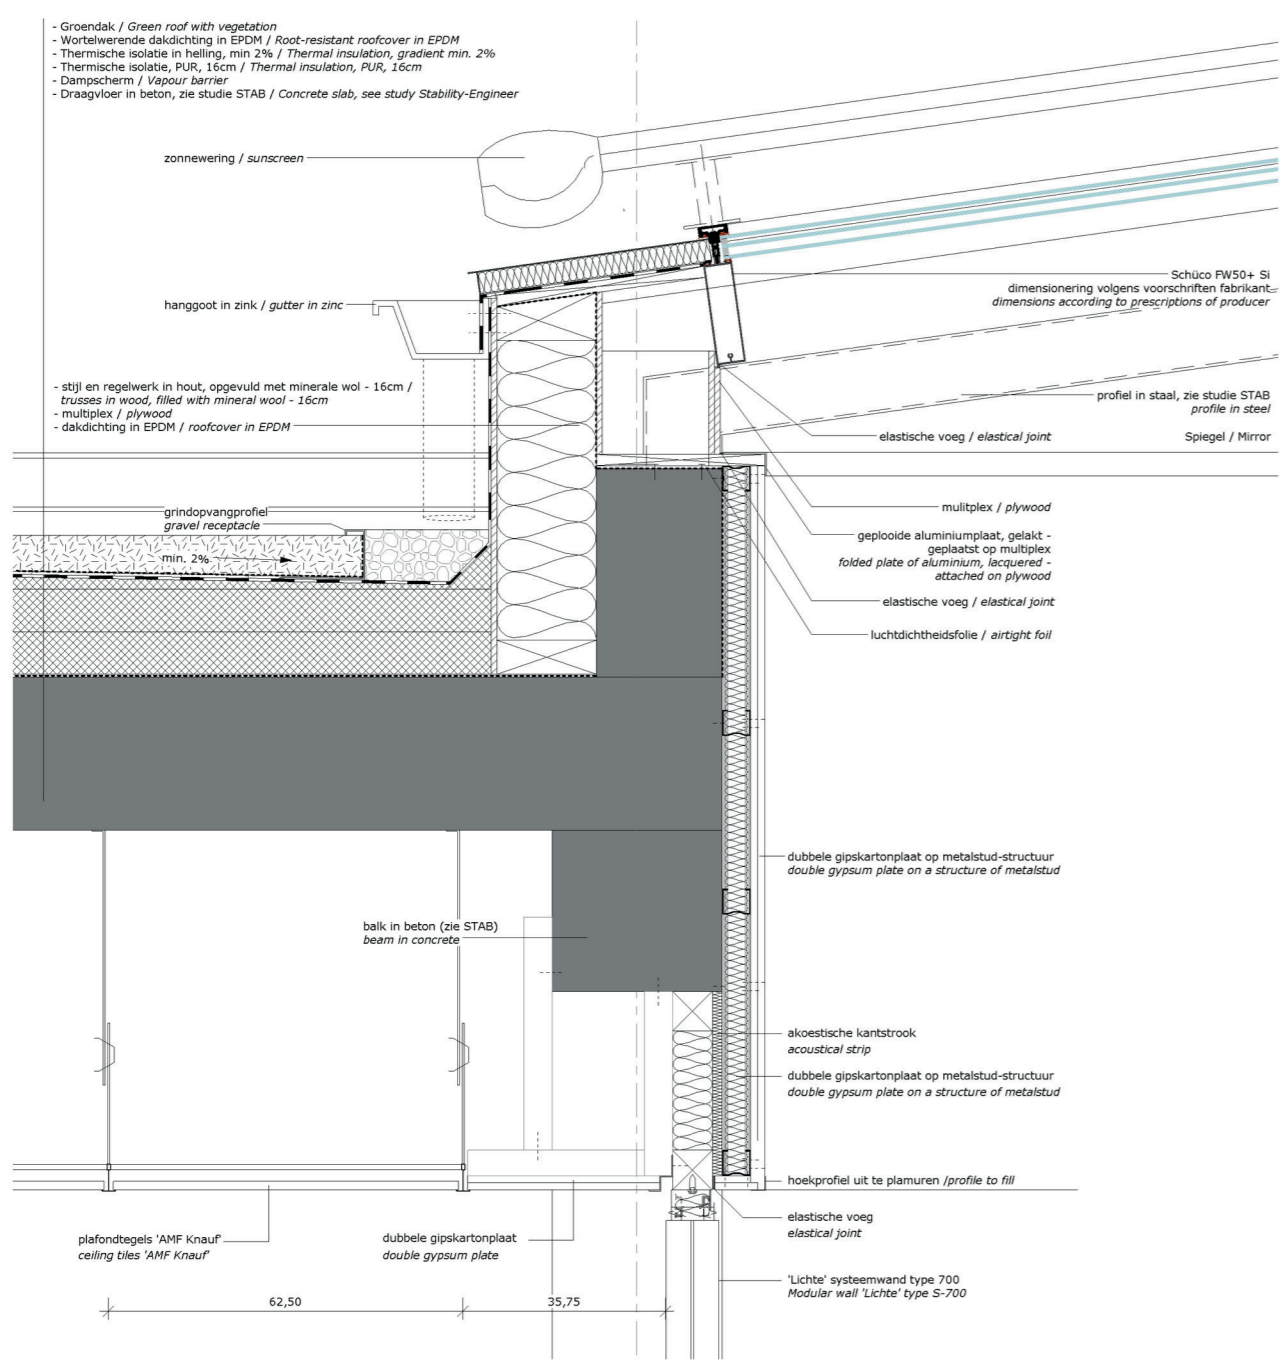 - Groendak / Green roof with vegetation
- Wortelwerende dakdichting in EPDM / Root-resistant roofcover in EPDM
- Thermische isolatie in helling, min 2% / Thermal insulation, gradient min. 2%
- Thermische isolatie, PUR, 16cm / Thermal insulation, PUR, 16cm
- Dampscherm / Vapour barrier
- Draagvloer in beton, zie studie STAB / Concrete slab, see study Stability-Engineer
zonnewering / sunscreen
Schüco FW50+ Si
dimensionering volgens voorschriften fabrikant
dimensions according to prescriptions of producer
hanggoot in zink / gutter in zinc
- stijl en regelwerk in hout, opgevuld met minerale wol - 16cm /
trusses in wood, filled with mineral wool - 16cm
- multiplex / plywood
- dakdichting in EPDM / roofcover in EPDM
profiel in staal, zie studie STAB
profile in steel
elastische voeg / elastical joint
Spiegel / Mirror
grindopvangprofiel
gravel receptacle
min. 2%
mulitplex / plywood
geplooide aluminiumplaat, gelakt -
geplaatst op multiplex
folded plate of aluminium, lacquered -
attached on plywood
elastische voeg / elastical joint
luchtdichtheidsfolie / airtight foil
dubbele gipskartonplaat op metalstud-structuur
double gypsum plate on a structure of metalstud
balk in beton (zie STAB)
beam in concrete
akoestische kantstrook
acoustical strip
dubbele gipskartonplaat op metalstud-structuur
double gypsum plate on a structure of metalstud
hoekprofiel uit te plamuren /profile to fill
elastische voeg
elastical joint
plafondtegels 'AMF Knauf'
ceiling tiles 'AMF Knauf'
dubbele gipskartonplaat
double gypsum plate
'Lichte' systeemwand type 700
Modular wall 'Lichte' type S-700
62,50
35,75